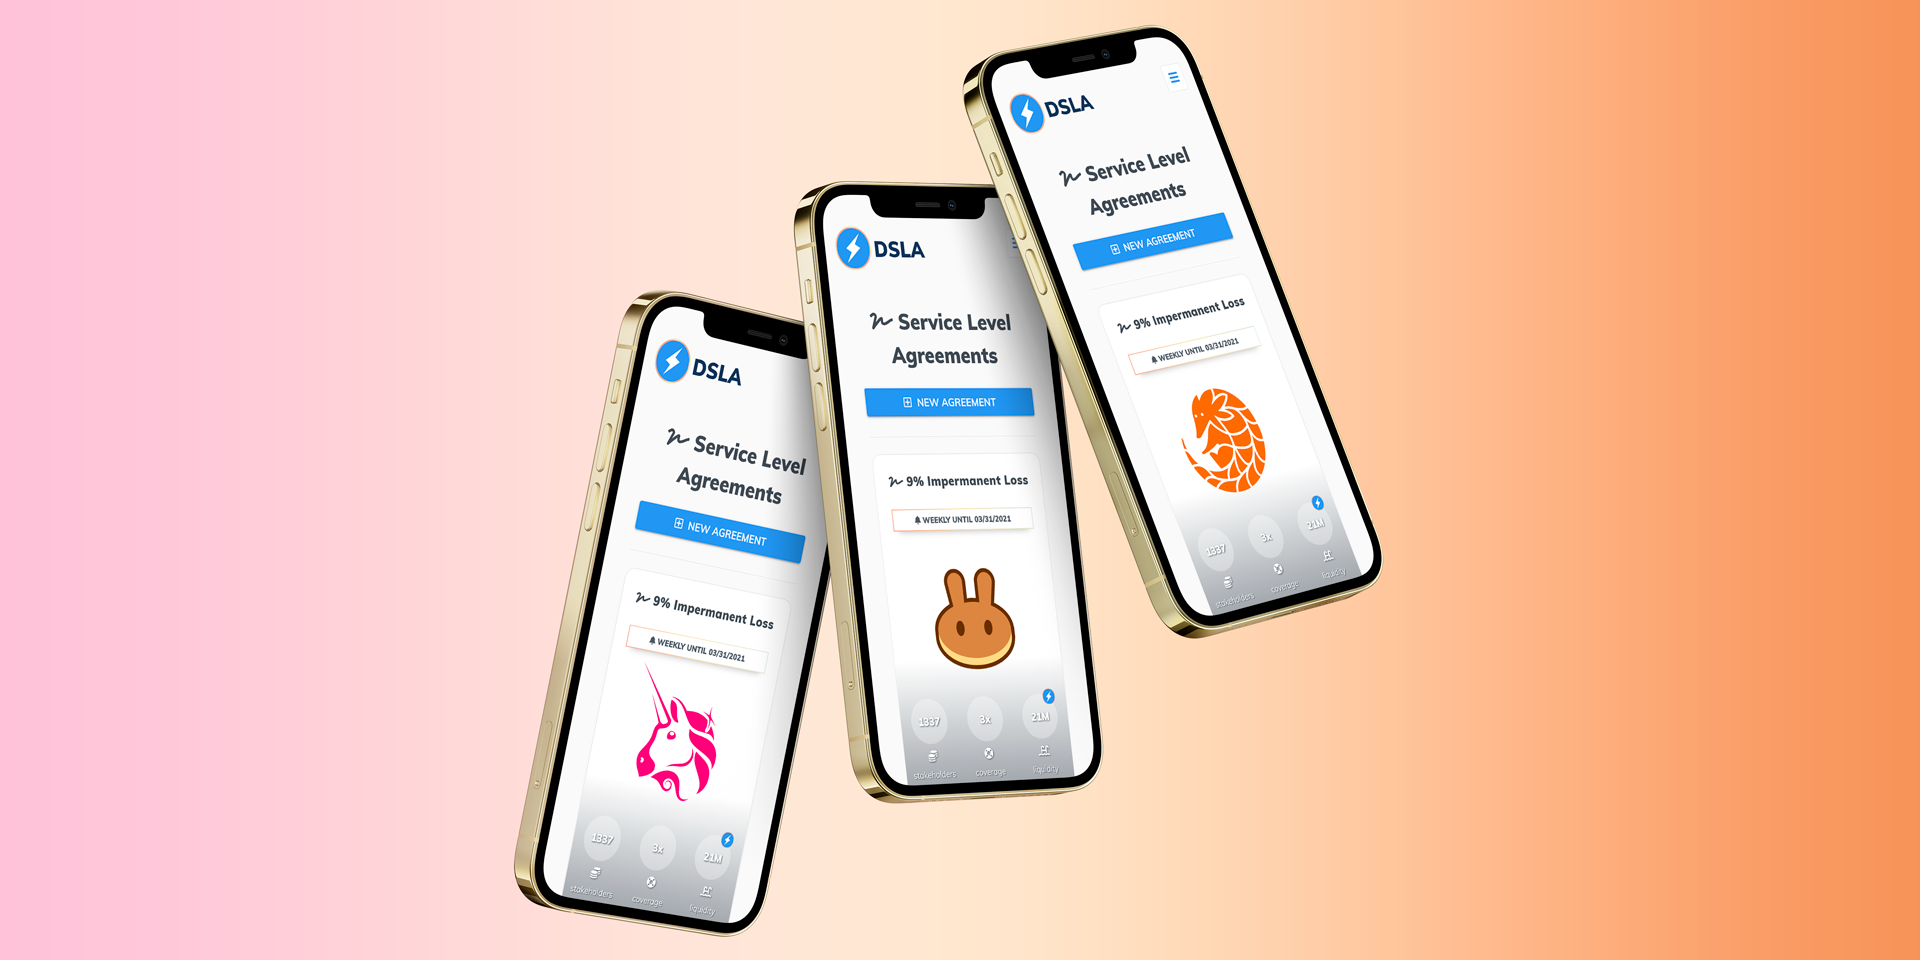 DSLA
Service Level
Agreements
NEW AGREEMENT
9% Impermanent Loss
WEEKLY UNTIL 03/31/2021
1337
3x
21M
stakeholders
coverage
liquidity
DSLA
Service Level
Agreements
NEW AGREEMENT
9% Impermanent Loss
WEEKLY UNTIL 03/31/2021
1337
3x
21M
stakeholders
coverage
liquidity
DSLA
Service Level
Agreements
NEW AGREEMENT
9% Impermanent Loss
WEEKLY UNTIL 03/31/2021
1337
3x
21M
stakeholders
coverage
liquidity